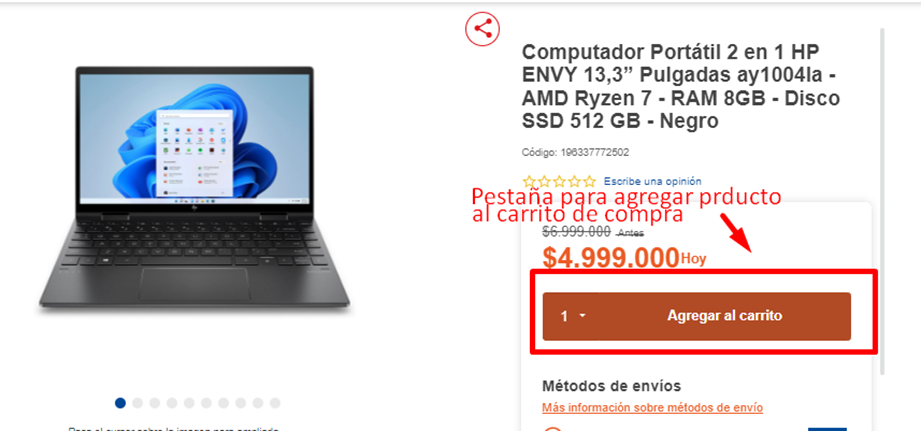 Computador Portátil 2 en 1 HP
ENVY 13,3” Pulgadas ay1004la -
AMD Ryzen 7 - RAM 8GB - Disco
SSD 512 GB - Negro
Código: 196337772502
Escribe una opinión
Pestaña para agregar prducto
al carrito de compra
$6.999.000 Antes
$4.999.000 Hoy
1 Agregar al carrito
Métodos de envíos
Más información sobre métodos de envío